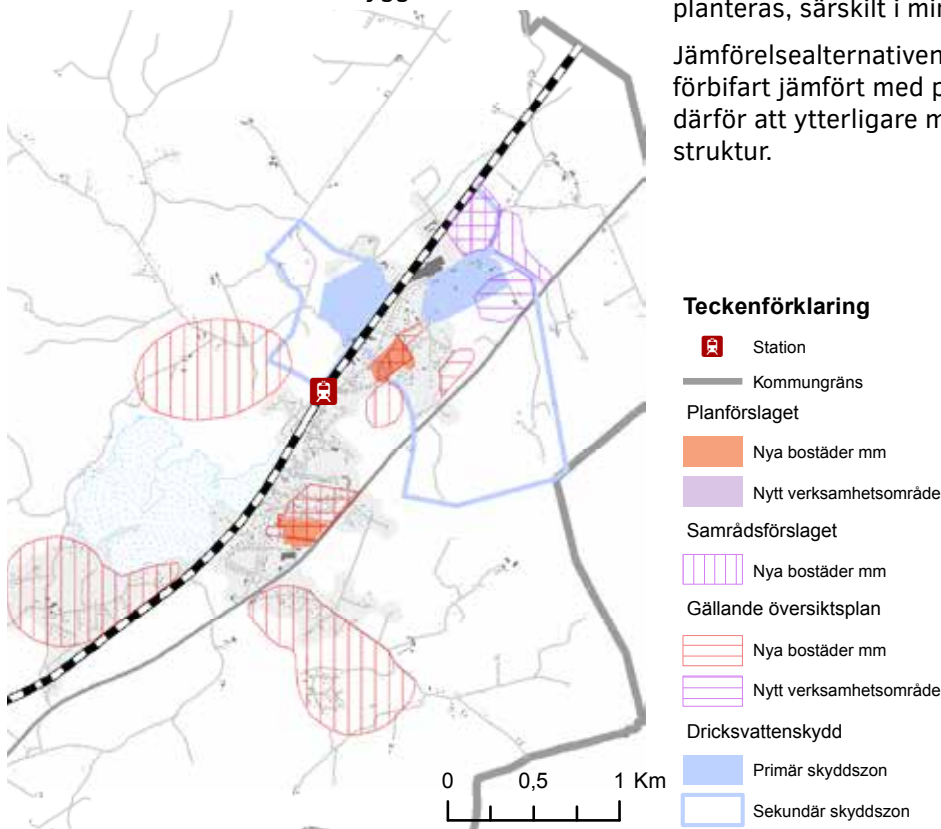 planteras, särskilt i
Jämförelsealternativen
förbifart jämfört med
därför att ytterligare
struktur.
Teckenförklaring
Station
Kommungräns
Planförslaget
Nya bostäder mm
Nytt verksamhetsområde
Samrådsförslaget
Nya bostäder mm
Gällande översiktsplan
Nya bostäder mm
Nytt verksamhetsområde
Dricksvattenskydd
Primär skyddszon
Sekundär skyddszon
0 0,5 1 Km